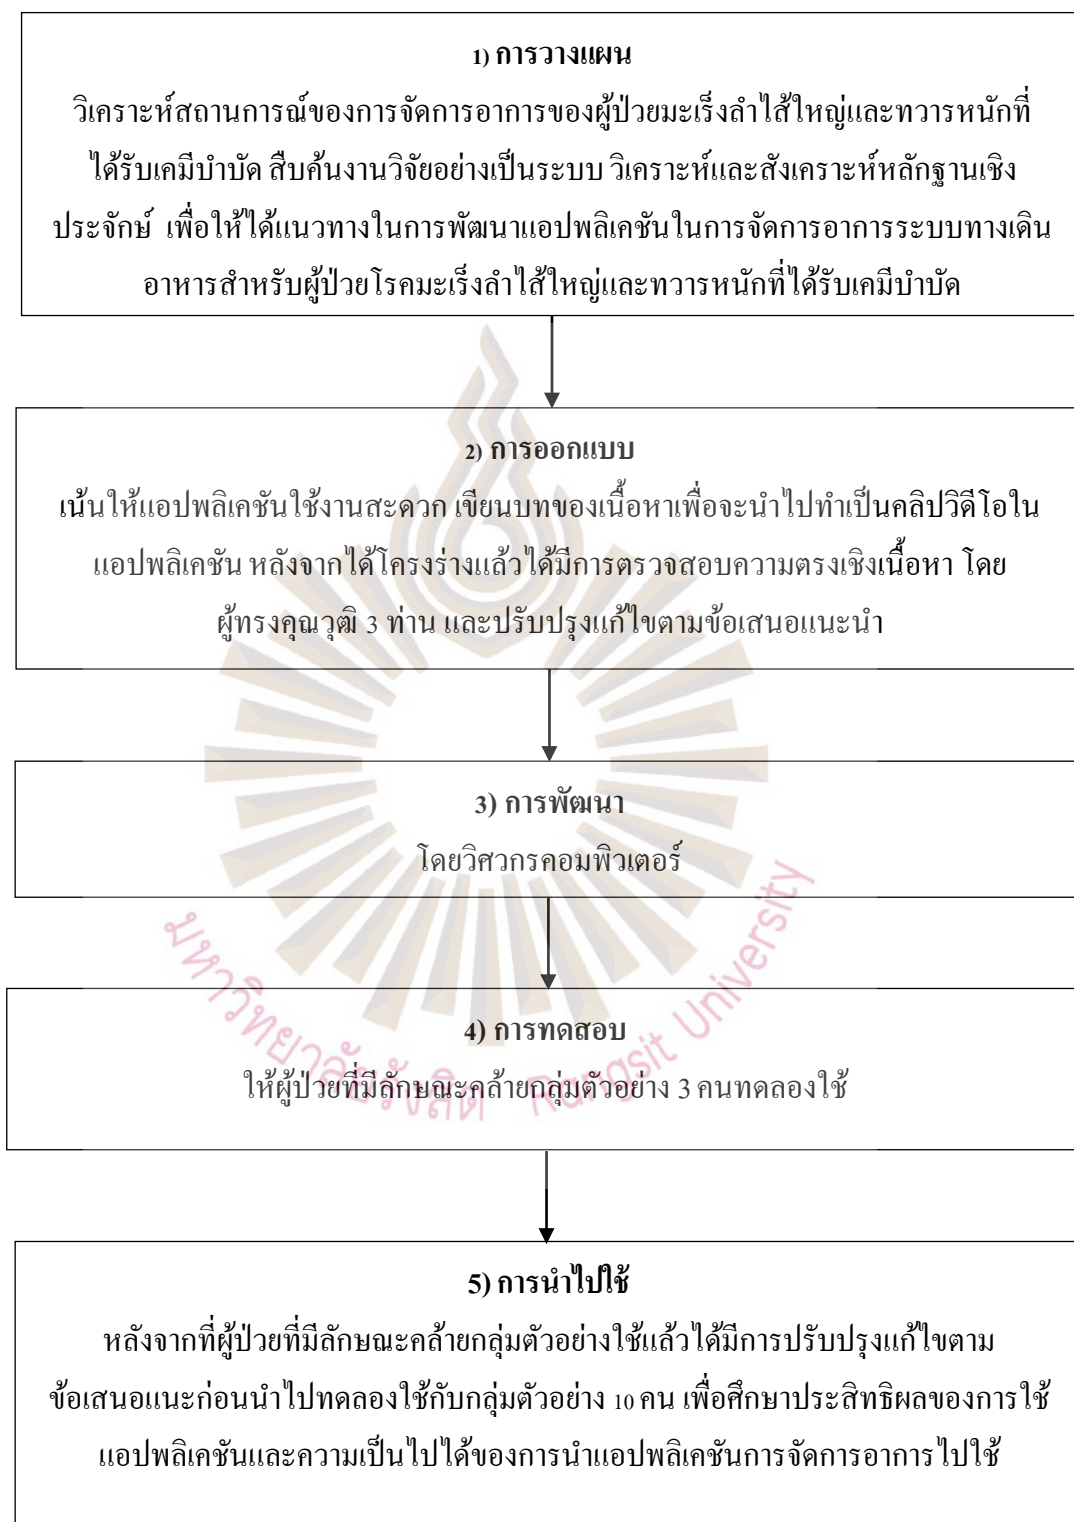 1) การวางแผน
วิเคราะห์สถานการณ์ของการจัดการอาการของผู้ป่วยมะเร็งลำไส้ใหญ่และทวารหนักที่
ได้รับเคมีบำบัด สืบค้นงานวิจัยอย่างเป็นระบบ วิเคราะห์และสังเคราะห์หลักฐานเชิง
ประจักษ์ เพื่อให้ได้แนวทางในการพัฒนาแอปพลิเคชันในการจัดการอาการระบบทางเดิน
อาหารสำหรับผู้ป่วยโรคมะเร็งลำไส้ใหญ่และทวารหนักที่ได้รับเคมีบำบัด
2) การออกแบบ
เน้นให้แอปพลิเคชันใช้งานสะดวก เขียนบทของเนื้อหาเพื่อจะนำไปทำเป็นคลิปวิดีโอใน
แอปพลิเคชัน หลังจากได้โครงร่างแล้วได้มีการตรวจสอบความตรงเชิงเนื้อหา โดย
ผู้ทรงคุณวุฒิ 3 ท่าน และปรับปรุงแก้ไขตามข้อเสนอแนะนำ
3) การพัฒนา
โดยวิศวกรคอมพิวเตอร์
4) การทดสอบ
ให้ผู้ป่วยที่มีลักษณะคล้ายกลุ่มตัวอย่าง 3 คนทดลองใช้
มหาวิทยาลัยรังสิต Rangsit University
5) การนำไปใช้
หลังจากที่ผู้ป่วยที่มีลักษณะคล้ายกลุ่มตัวอย่างใช้แล้วได้มีการปรับปรุงแก้ไขตาม
ข้อเสนอแนะก่อนนำไปทดลองใช้กับกลุ่มตัวอย่าง 10 คน เพื่อศึกษาประสิทธิผลของการใช้
แอปพลิเคชันและความเป็นไปได้ของการนำแอปพลิเคชันการจัดการอาการไปใช้